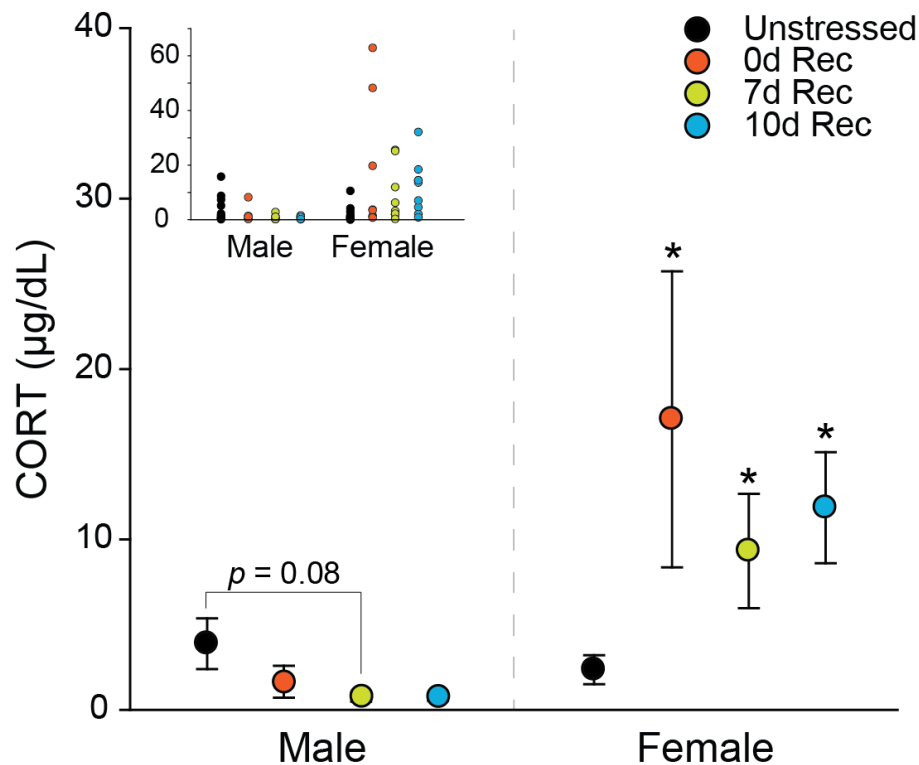 Unstressed
0d Rec
7d Rec
10d Rec
60
40
20
0
Male Female
CORT (µg/dL)
40
30
20
10
0
*
*
*
p = 0.08
Male Female